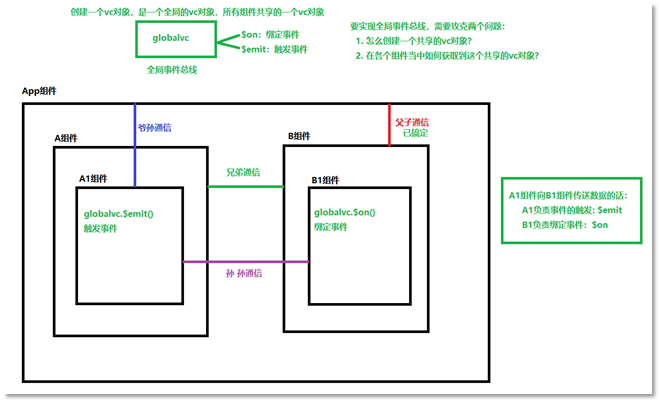 创建一个vc对象，是一个全局的vc对象，所有组件共享的一个vc对象
globalvc
$on：绑定事件
$emit：触发事件
全局事件总线
要实现全局事件总线，需要攻克两个问题：
1. 怎么创建一个共享的vc对象？
2. 在各个组件当中如何获取到这个共享的vc对象？
App组件
爷孙通信
父子通信
已搞定
A组件
B组件
兄弟通信
A1组件
B1组件
globalvc.$emit()
触发事件
globalvc.$on()
绑定事件
孙 孙通信
A1组件向B1组件传送数据的话：
A1负责事件的触发：$emit
B1负责绑定事件：$on